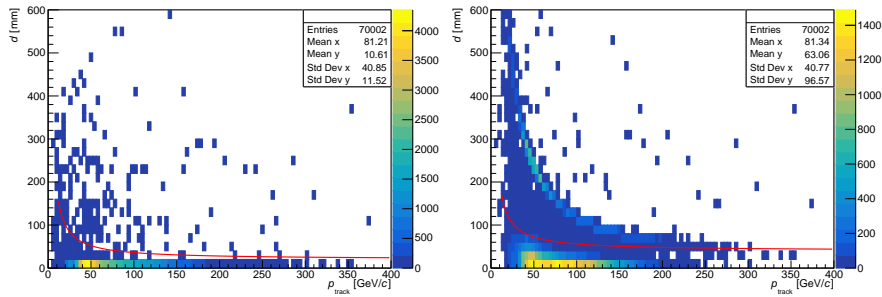 d [mm]
600
500
400
300
200
100
0
0 50 100 150 200 250 300 350 400
p track [GeV/c]
Entries 70002
Mean x 81.21
Mean y 10.61
Std Dev x 40.85
Std Dev y 11.52
4000
3500
3000
2500
2000
1500
1000
500
0
d [mm]
600
500
400
300
200
100
0
0 50 100 150 200 250 300 350 400
p track [GeV/c]
Entries 70002
Mean x 81.34
Mean y 63.06
Std Dev x 40.77
Std Dev y 96.57
1400
1200
1000
800
600
400
200
0